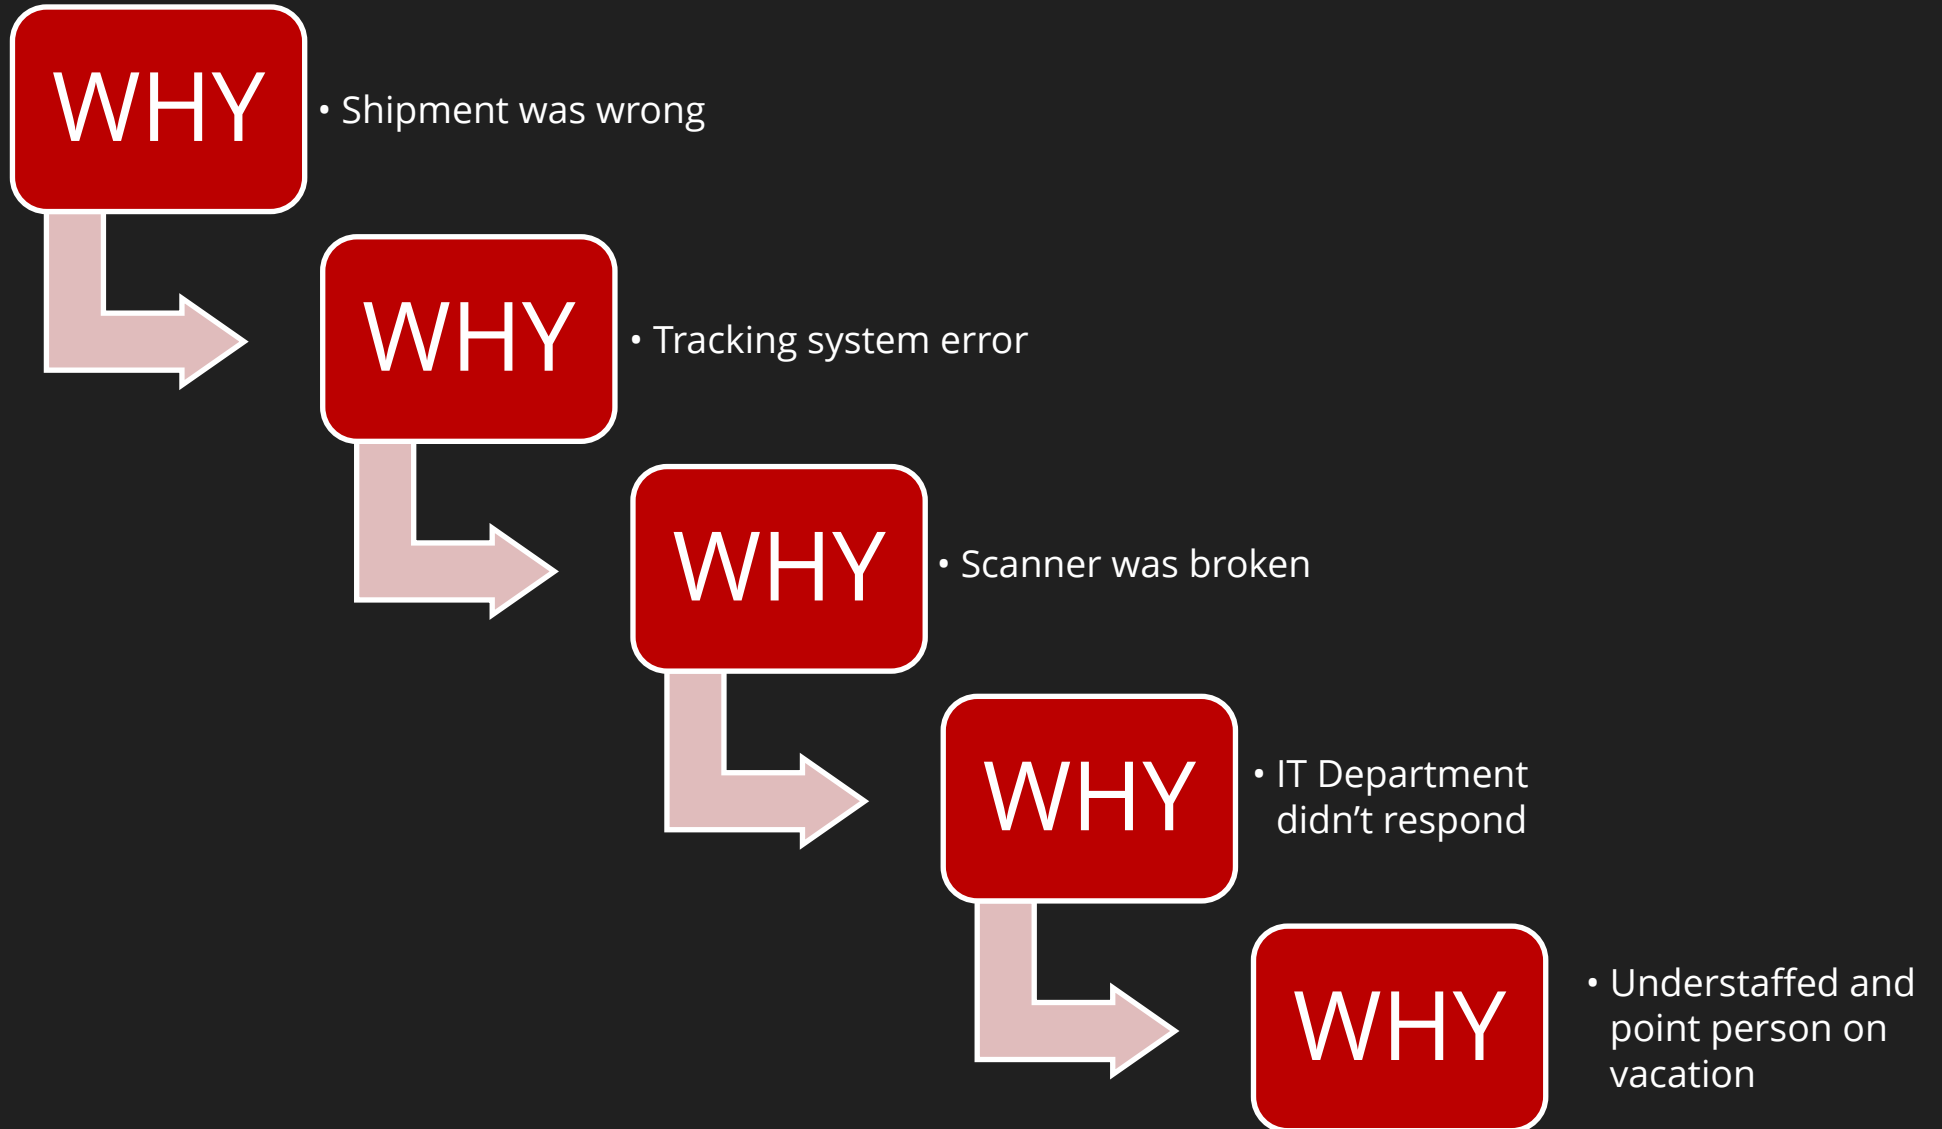 WHY
• Shipment was wrong
WHY
• Tracking system error
WHY
• Scanner was broken
WHY
• IT Department
didn’t respond
WHY
• Understaffed and
point person on
vacation